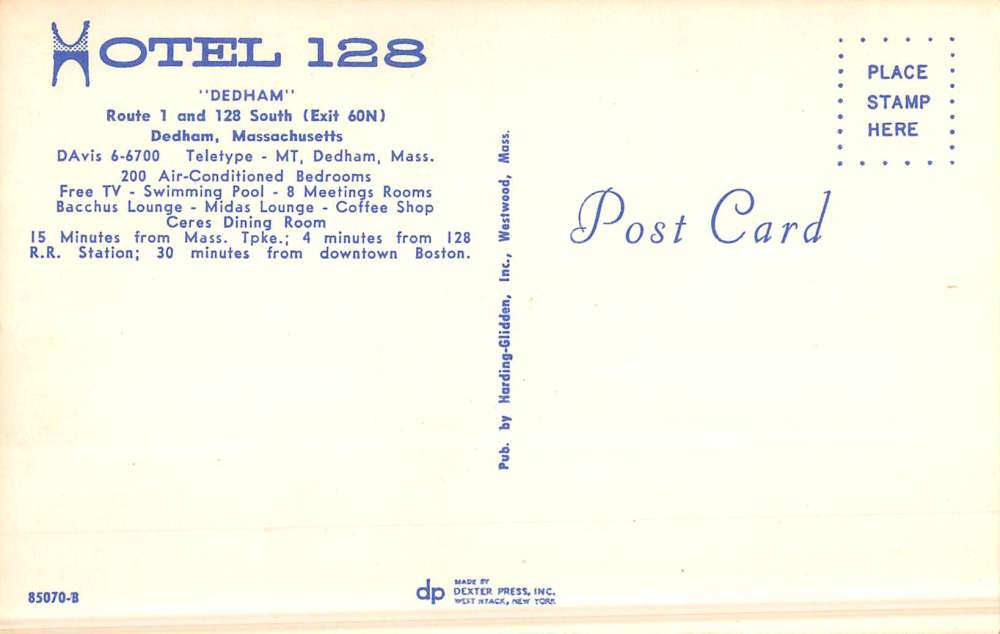 HOTEL 128
"DEDHAM"
Route 1 and 128 South (Exit 60N)
Dedham, Massachusetts
DAvis 6-6700 Teletype - MT, Dedham, Mass.
200 Air-Conditioned Bedrooms
Free TV - Swimming Pool - 8 Meetings Rooms
Bacchus Lounge - Midas Lounge - Coffee Shop
Ceres Dining Room
15 Minutes from Mass. Tpke.; 4 minutes from 128
R.R. Station; 30 minutes from downtown Boston.
Pub. by Harding-Glidden, Inc., Westwood, Mass.
PLACE
STAMP
HERE
Post Card
85070-B
dp
MADE BY
DEXTER PRESS, INC.
WEST NYACK, NEW YORK